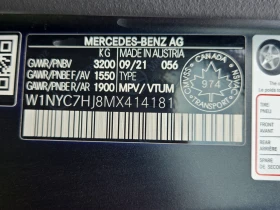 MERCEDES-BENZ AG
KG MADE IN AUSTRIA
GAWR/PNBV 3200 09/21 056
GAWR/PNBE F/AV 1550 TYPE
GAWR/PNBE R/AR 1900 MPV/VTUM
W1NYC7HJ8MX414181
CANADA
974
TRANSPORT